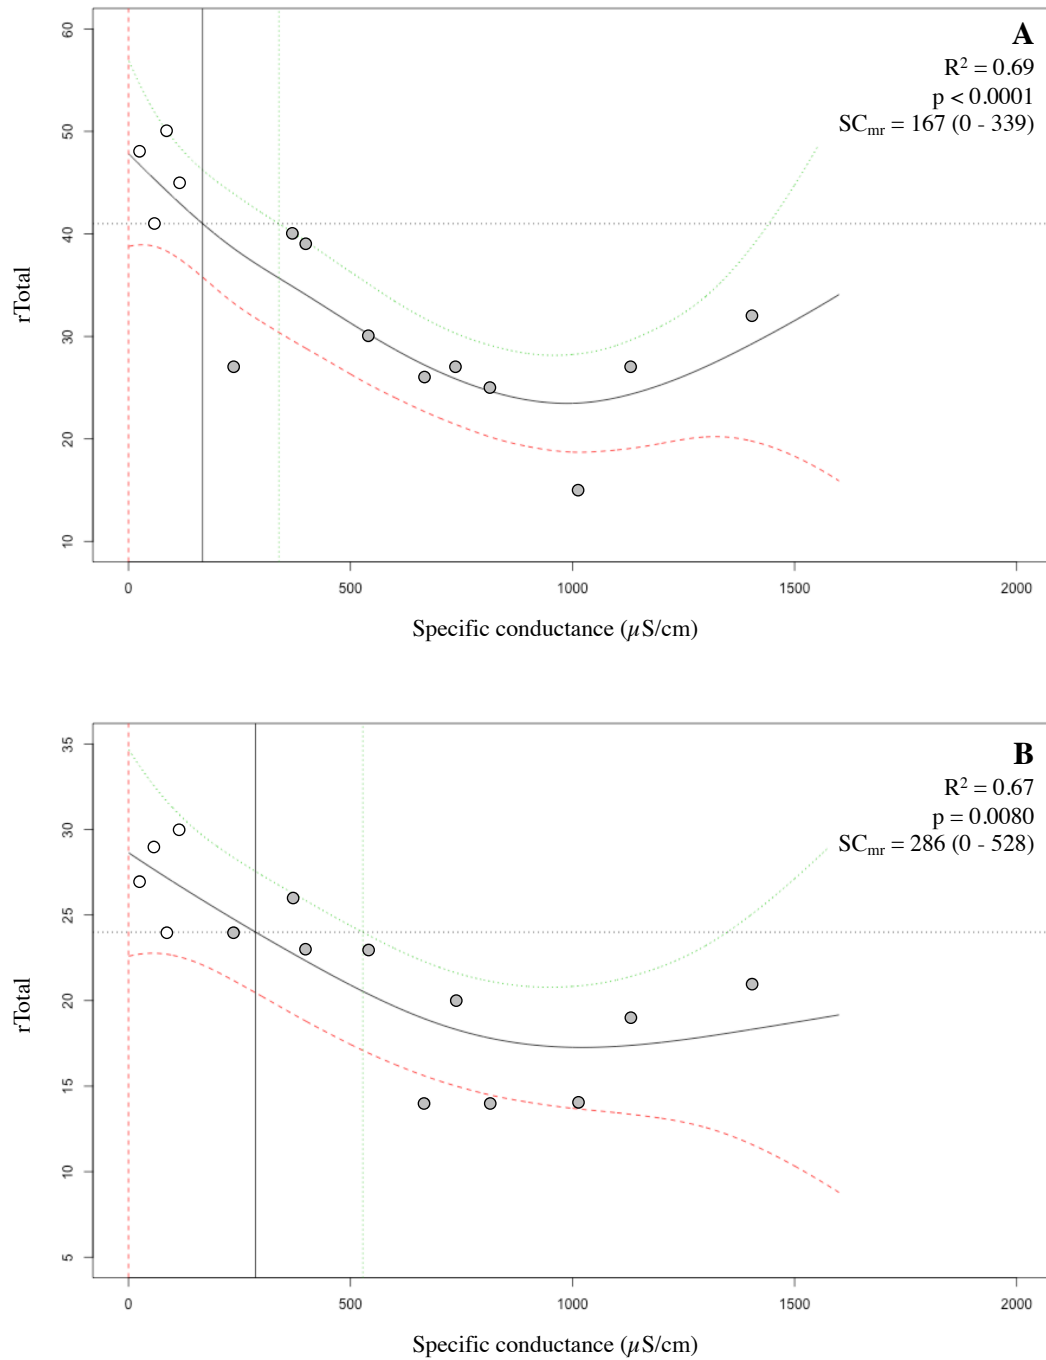 A
R² = 0.69
p < 0.0001
SCmr = 167 (0 - 339)
60
50
40
30
20
10
rTotal
0 500 1000 1500 2000
Specific conductance (µS/cm)
B
R² = 0.67
p = 0.0080
SCmr = 286 (0 - 528)
35
30
25
20
15
10
5
rTotal
0 500 1000 1500 2000
Specific conductance (µS/cm)